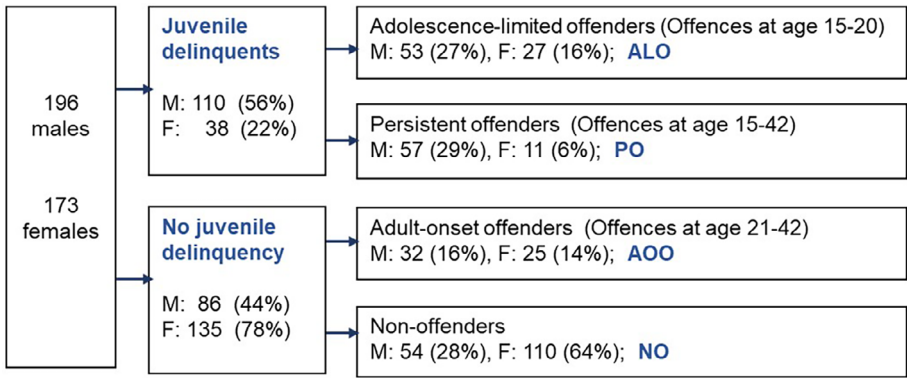 196
males
173
females
Juvenile
delinquents
M: 110 (56%)
F: 38 (22%)
Adolescence-limited offenders (Offences at age 15-20)
M: 53 (27%), F: 27 (16%); ALO
Persistent offenders (Offences at age 15-42)
M: 57 (29%), F: 11 (6%); PO
No juvenile
delinquency
M: 86 (44%)
F: 135 (78%)
Adult-onset offenders (Offences at age 21-42)
M: 32 (16%), F: 25 (14%); AOO
Non-offenders
M: 54 (28%), F: 110 (64%); NO